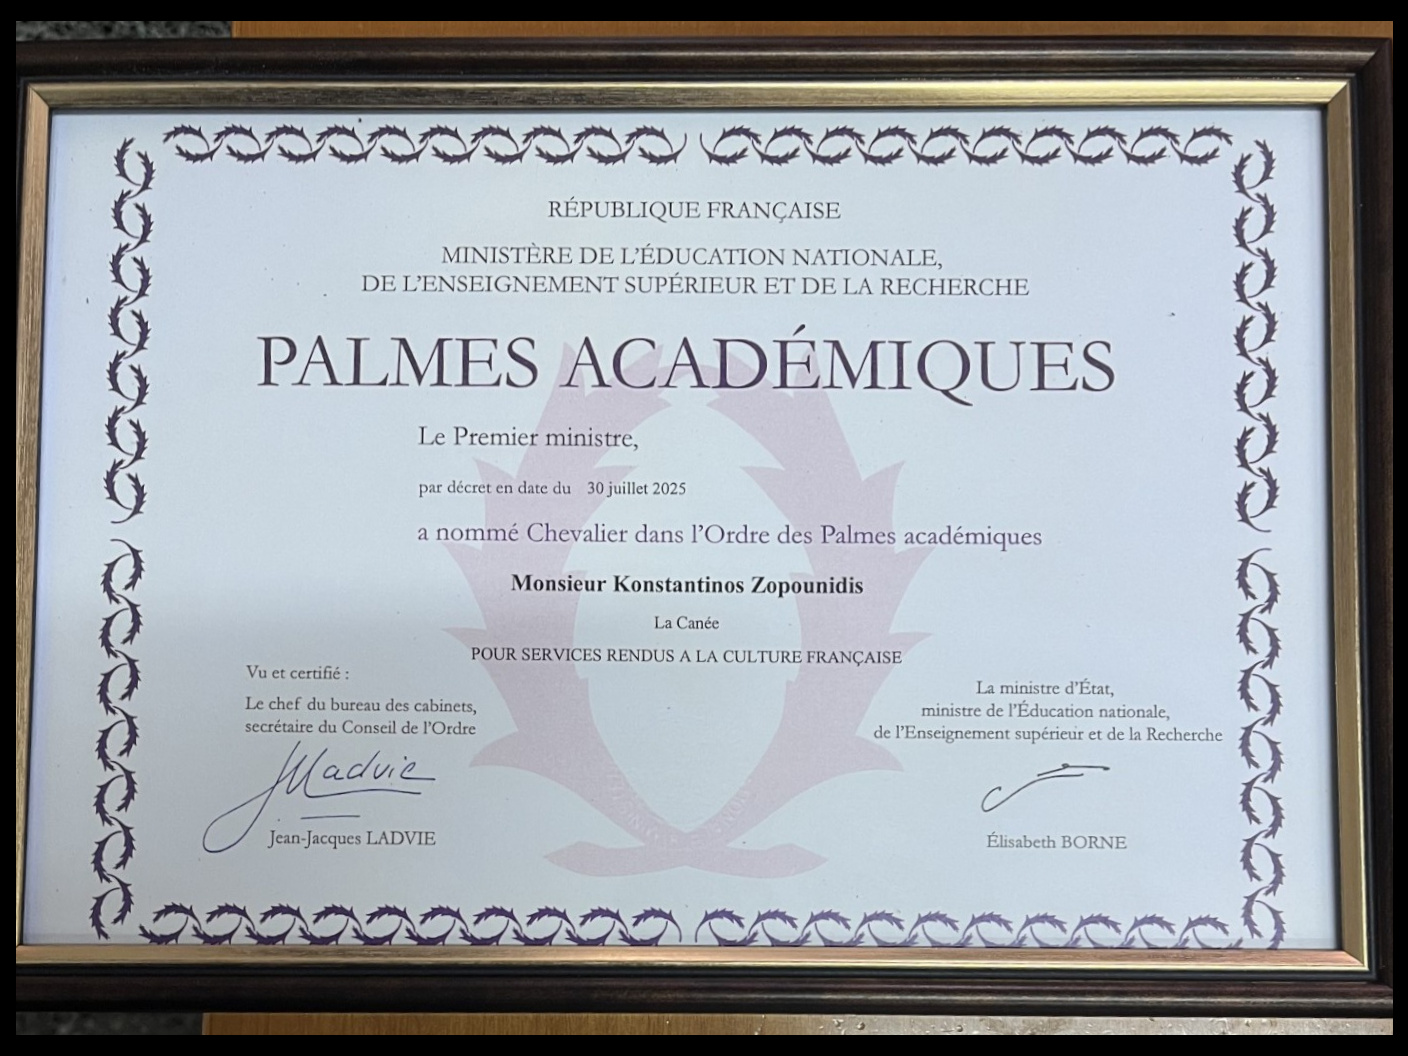 RÉPUBLIQUE FRANÇAISE
MINISTÈRE DE L'ÉDUCATION NATIONALE,
DE L'ENSEIGNEMENT SUPÉRIEUR ET DE LA RECHERCHE
PALMES ACADÉMIQUES
Le Premier ministre,
par décret en date du 30 juillet 2025
a nommé Chevalier dans l'Ordre des Palmes académiques
Monsieur Konstantinos Zopounidis
La Canée
POUR SERVICES RENDUS A LA CULTURE FRANÇAISE
Vu et certifié :
Le chef du bureau des cabinets,
secrétaire du Conseil de l'Ordre
Ladvie
Jean-Jacques LADVIE
La ministre d'État,
ministre de l'Éducation nationale,
de l'Enseignement supérieur et de la Recherche
Élisabeth BORNE